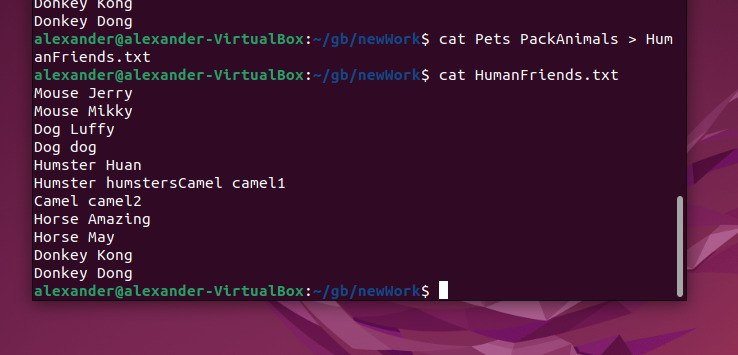 Donkey Kong
Donkey Dong
alexander@alexander-VirtualBox:~/gb/newWork$ cat Pets PackAnimals > Hum
anFriends.txt
alexander@alexander-VirtualBox:~/gb/newWork$ cat HumanFriends.txt
Mouse Jerry
Mouse Mikky
Dog Luffy
Dog dog
Humster Huan
Humster humstersCamel camel1
Camel camel2
Horse Amazing
Horse May
Donkey Kong
Donkey Dong
alexander@alexander-VirtualBox:~/gb/newWork$